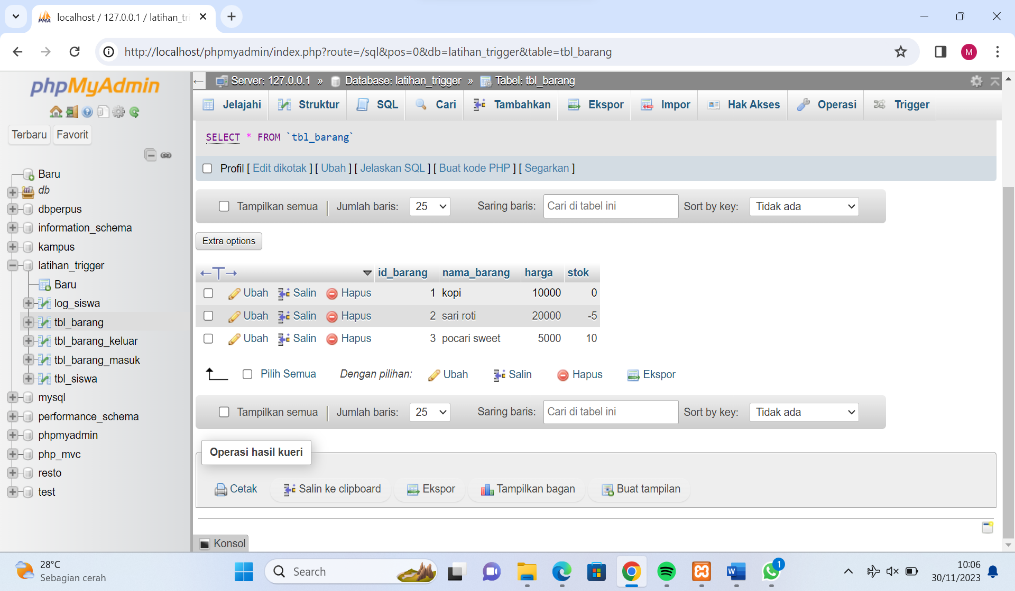 localhost / 127.0.0.1 / latihan_tr
http://localhost/phpmyadmin/index.php?route=/sql&pos=0&db=latihan_trigger&table=tbl_barang
M
phpMyAdmin
Terbaru Favorit
Baru
db
dbperpus
information_schema
kampus
latihan_trigger
Baru
log_siswa
tbl_barang
tbl_barang_keluar
tbl_barang_masuk
tbl_siswa
mysql
performance_schema
phpmyadmin
php_mvc
resto
test
Server: 127.0.0.1 » Database: latihan_trigger » Tabel: tbl_barang
Jelajahi Struktur SQL Cari Tambahkan Ekspor Impor Hak Akses Operasi Trigger
SELECT * FROM `tbl_barang`
Profil [ Edit dikotak ] [ Ubah ] [ Jelaskan SQL ] [ Buat kode PHP ] [ Segarkan ]
Tampilkan semua | Jumlah baris: 25 Saring baris: Cari di tabel ini Sort by key: Tidak ada
Extra options
←T→ id_barang nama_barang harga stok
Ubah Salin Hapus 1 kopi 10000 0
Ubah Salin Hapus 2 sari roti 20000 -5
Ubah Salin Hapus 3 pocari sweet 5000 10
Pilih Semua Dengan pilihan: Ubah Salin Hapus Ekspor
Tampilkan semua | Jumlah baris: 25 Saring baris: Cari di tabel ini Sort by key: Tidak ada
Operasi hasil kueri
Cetak Salin ke clipboard Ekspor Tampilkan bagan Buat tampilan
Konsol
28°C
Sebagian cerah
Search
1
10:06
30/11/2023